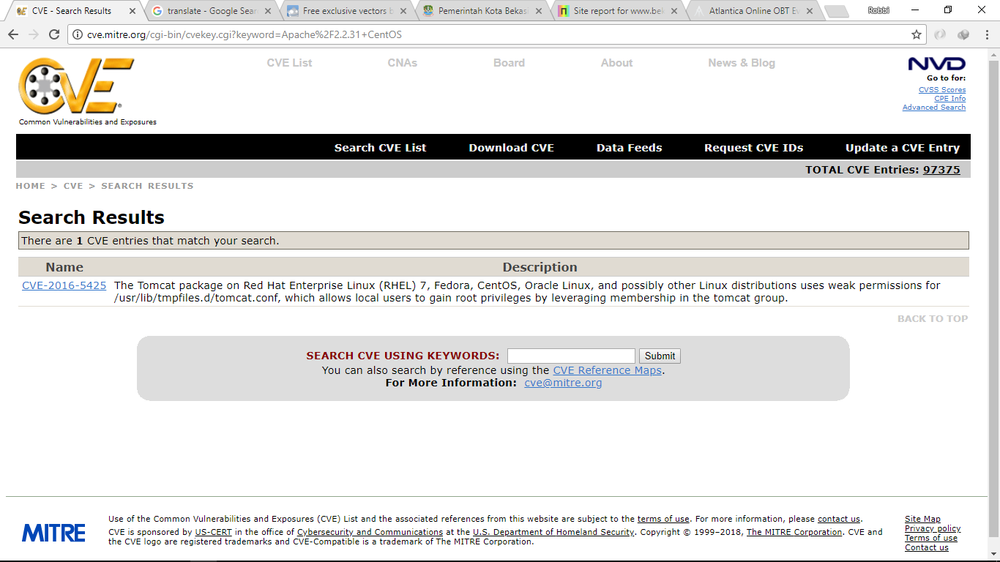 CVE - Search Results
translate - Google Sear
Free exclusive vectors b
Pemerintah Kota Bekas
Site report for www.bek
Atlantica Online OBT Ev
Robbi
cve.mitre.org/cgi-bin/cvekey.cgi?keyword=Apache%2F2.2.31+CentOS
CVE
Common Vulnerabilities and Exposures
CVE List
CNAs
Board
About
News & Blog
NVD
Go to for:
CVSS Scores
CPE Info
Advanced Search
Search CVE List
Download CVE
Data Feeds
Request CVE IDs
Update a CVE Entry
TOTAL CVE Entries: 97375
HOME > CVE > SEARCH RESULTS
Search Results
There are 1 CVE entries that match your search.
Name
Description
CVE-2016-5425
The Tomcat package on Red Hat Enterprise Linux (RHEL) 7, Fedora, CentOS, Oracle Linux, and possibly other Linux distributions uses weak permissions for
/usr/lib/tmpfiles.d/tomcat.conf, which allows local users to gain root privileges by leveraging membership in the tomcat group.
BACK TO TOP
SEARCH CVE USING KEYWORDS:
Submit
You can also search by reference using the CVE Reference Maps.
For More Information: cve@mitre.org
MITRE
Use of the Common Vulnerabilities and Exposures (CVE) List and the associated references from this website are subject to the terms of use. For more information, please contact us.
CVE is sponsored by US-CERT in the office of Cybersecurity and Communications at the U.S. Department of Homeland Security. Copyright © 1999–2018, The MITRE Corporation. CVE and
the CVE logo are registered trademarks and CVE-Compatible is a trademark of The MITRE Corporation.
Site Map
Privacy policy
Terms of use
Contact us